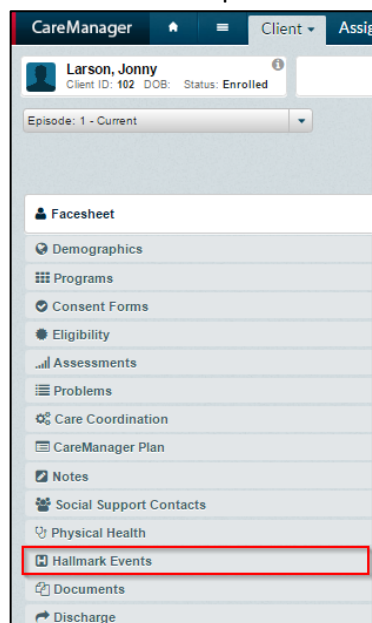 CareManager Client Assig
Larson, Jonny
Client ID: 102 DOB: Status: Enrolled
Episode: 1 - Current
Facesheet
Demographics
Programs
Consent Forms
Eligibility
Assessments
Problems
Care Coordination
CareManager Plan
Notes
Social Support Contacts
Physical Health
Hallmark Events
Documents
Discharge